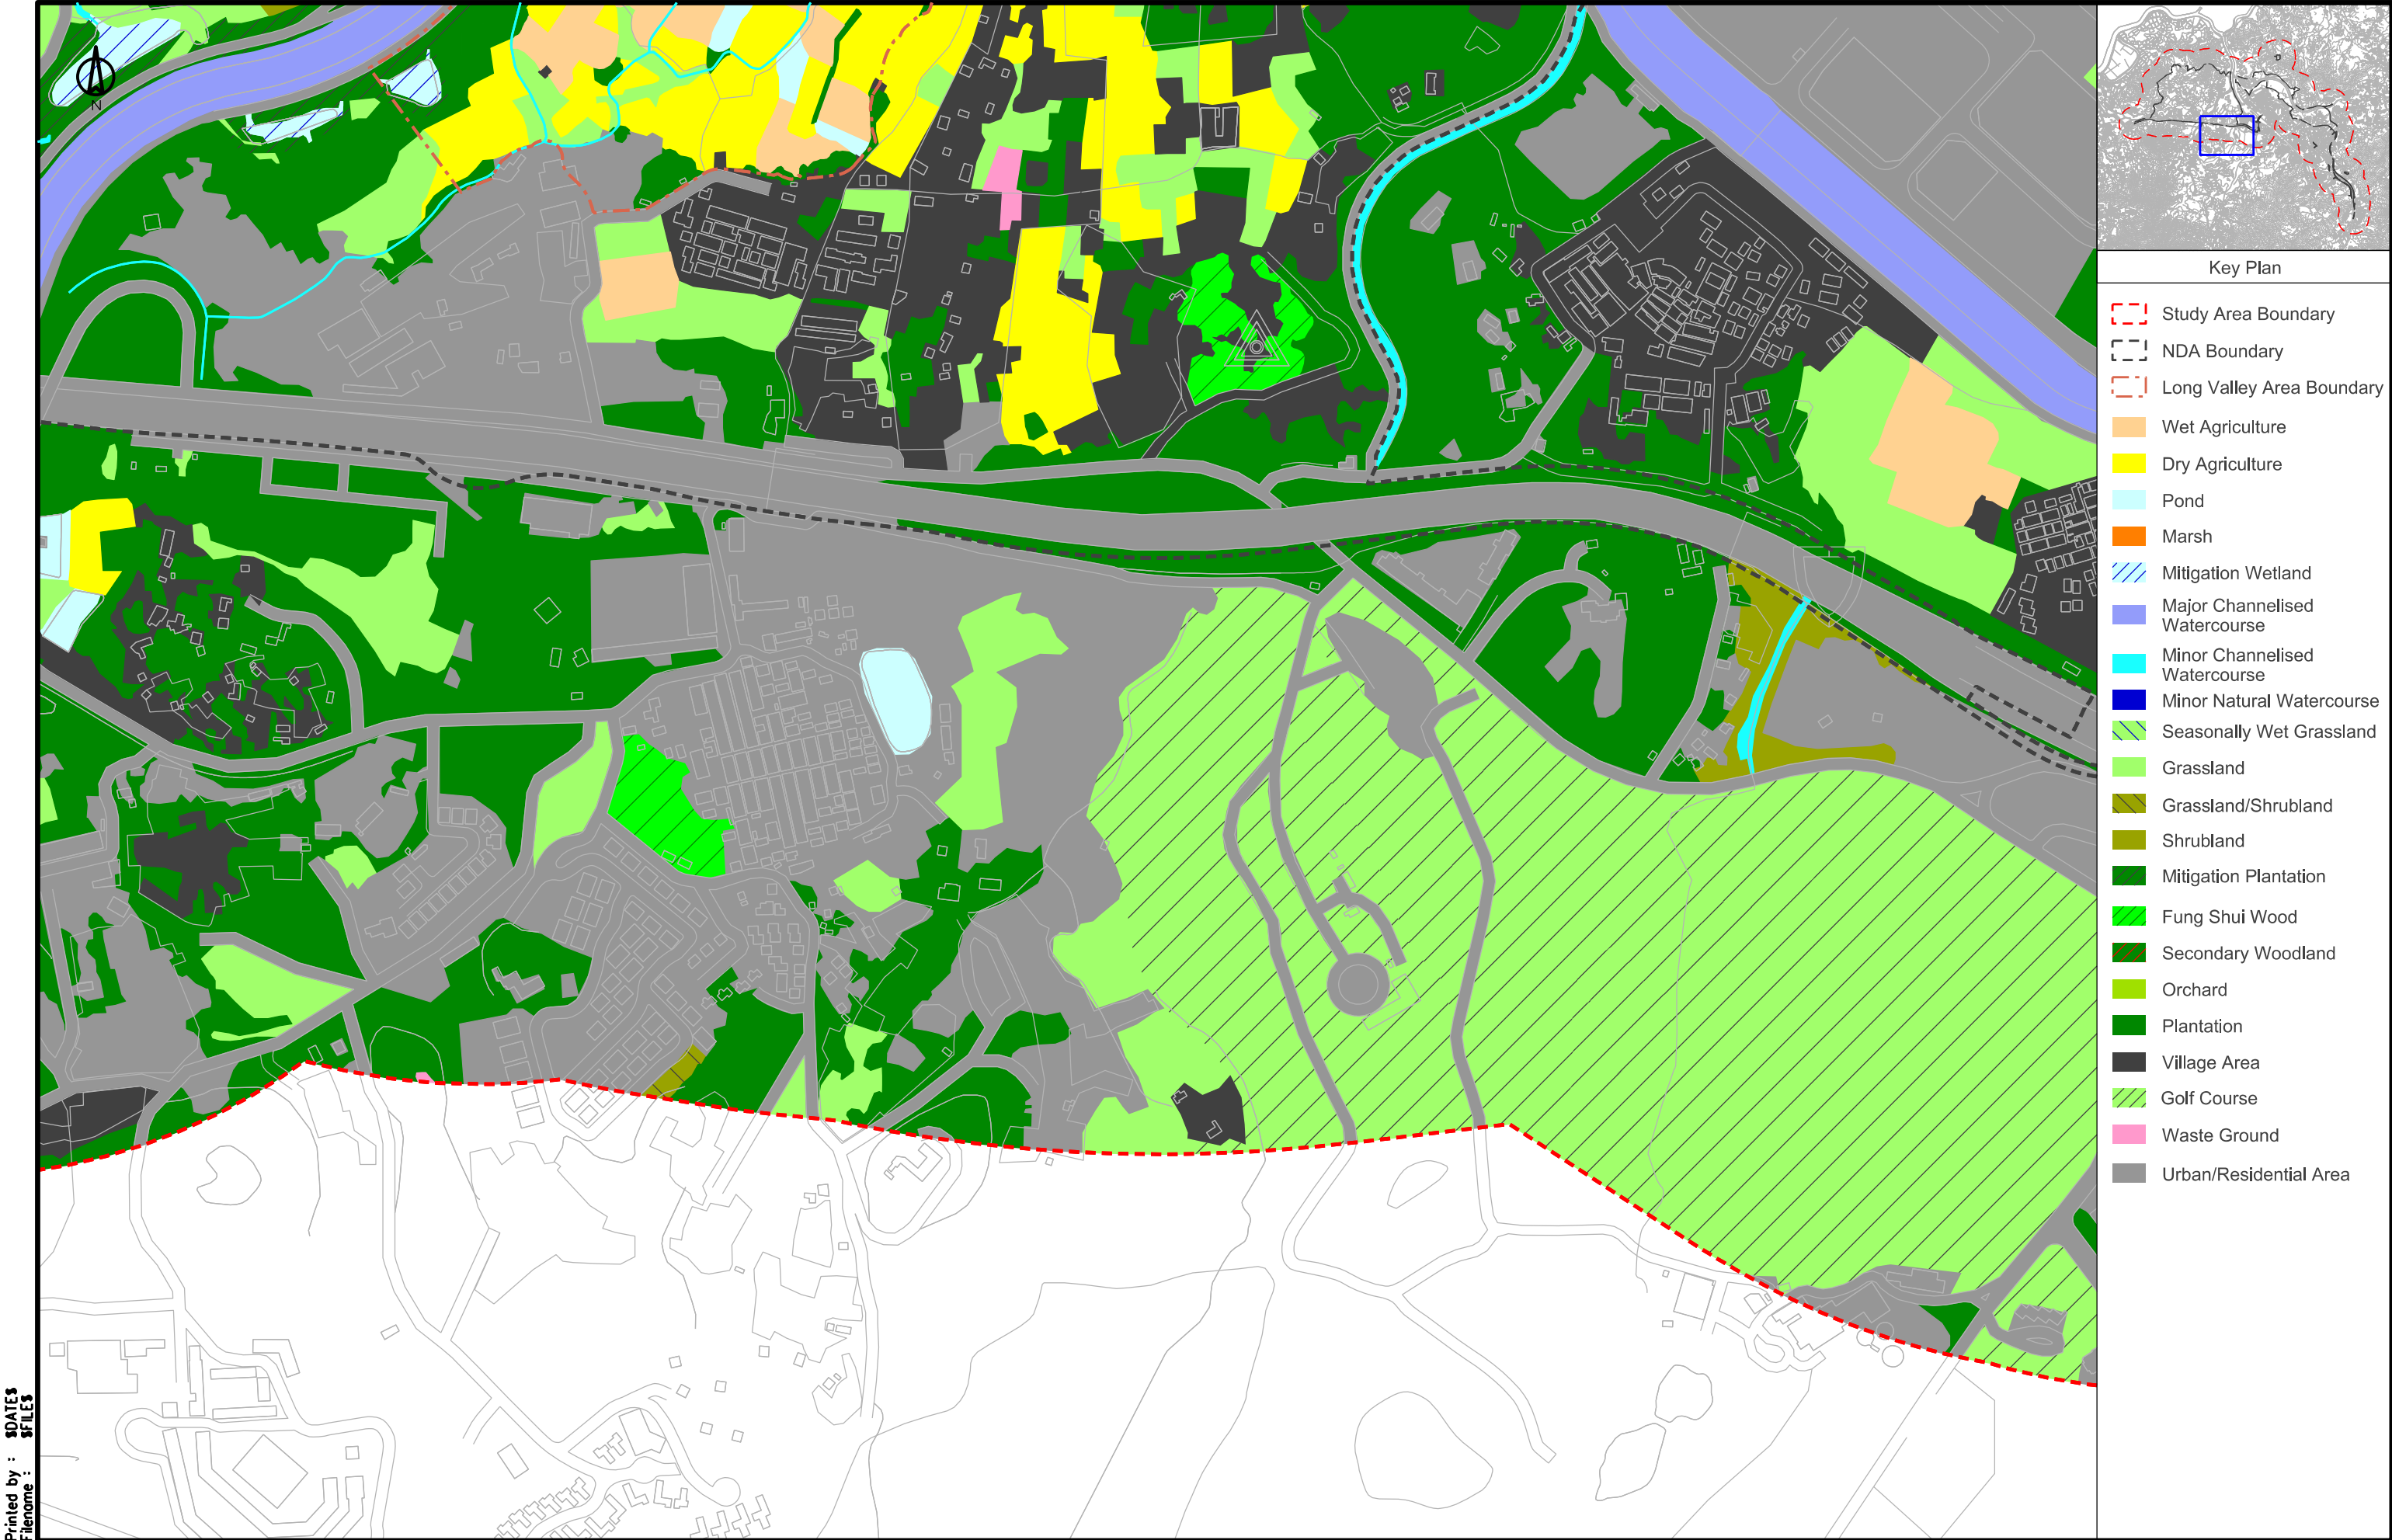 N
Key Plan
Study Area Boundary
NDA Boundary
Long Valley Area Boundary
Wet Agriculture
Dry Agriculture
Pond
Marsh
Mitigation Wetland
Major Channelised
Watercourse
Minor Channelised
Watercourse
Minor Natural Watercourse
Seasonally Wet Grassland
Grassland
Grassland/Shrubland
Shrubland
Mitigation Plantation
Fung Shui Wood
Secondary Woodland
Orchard
Plantation
Village Area
Golf Course
Waste Ground
Urban/Residential Area
Printed by : $DATE$
Filename : $FILE$